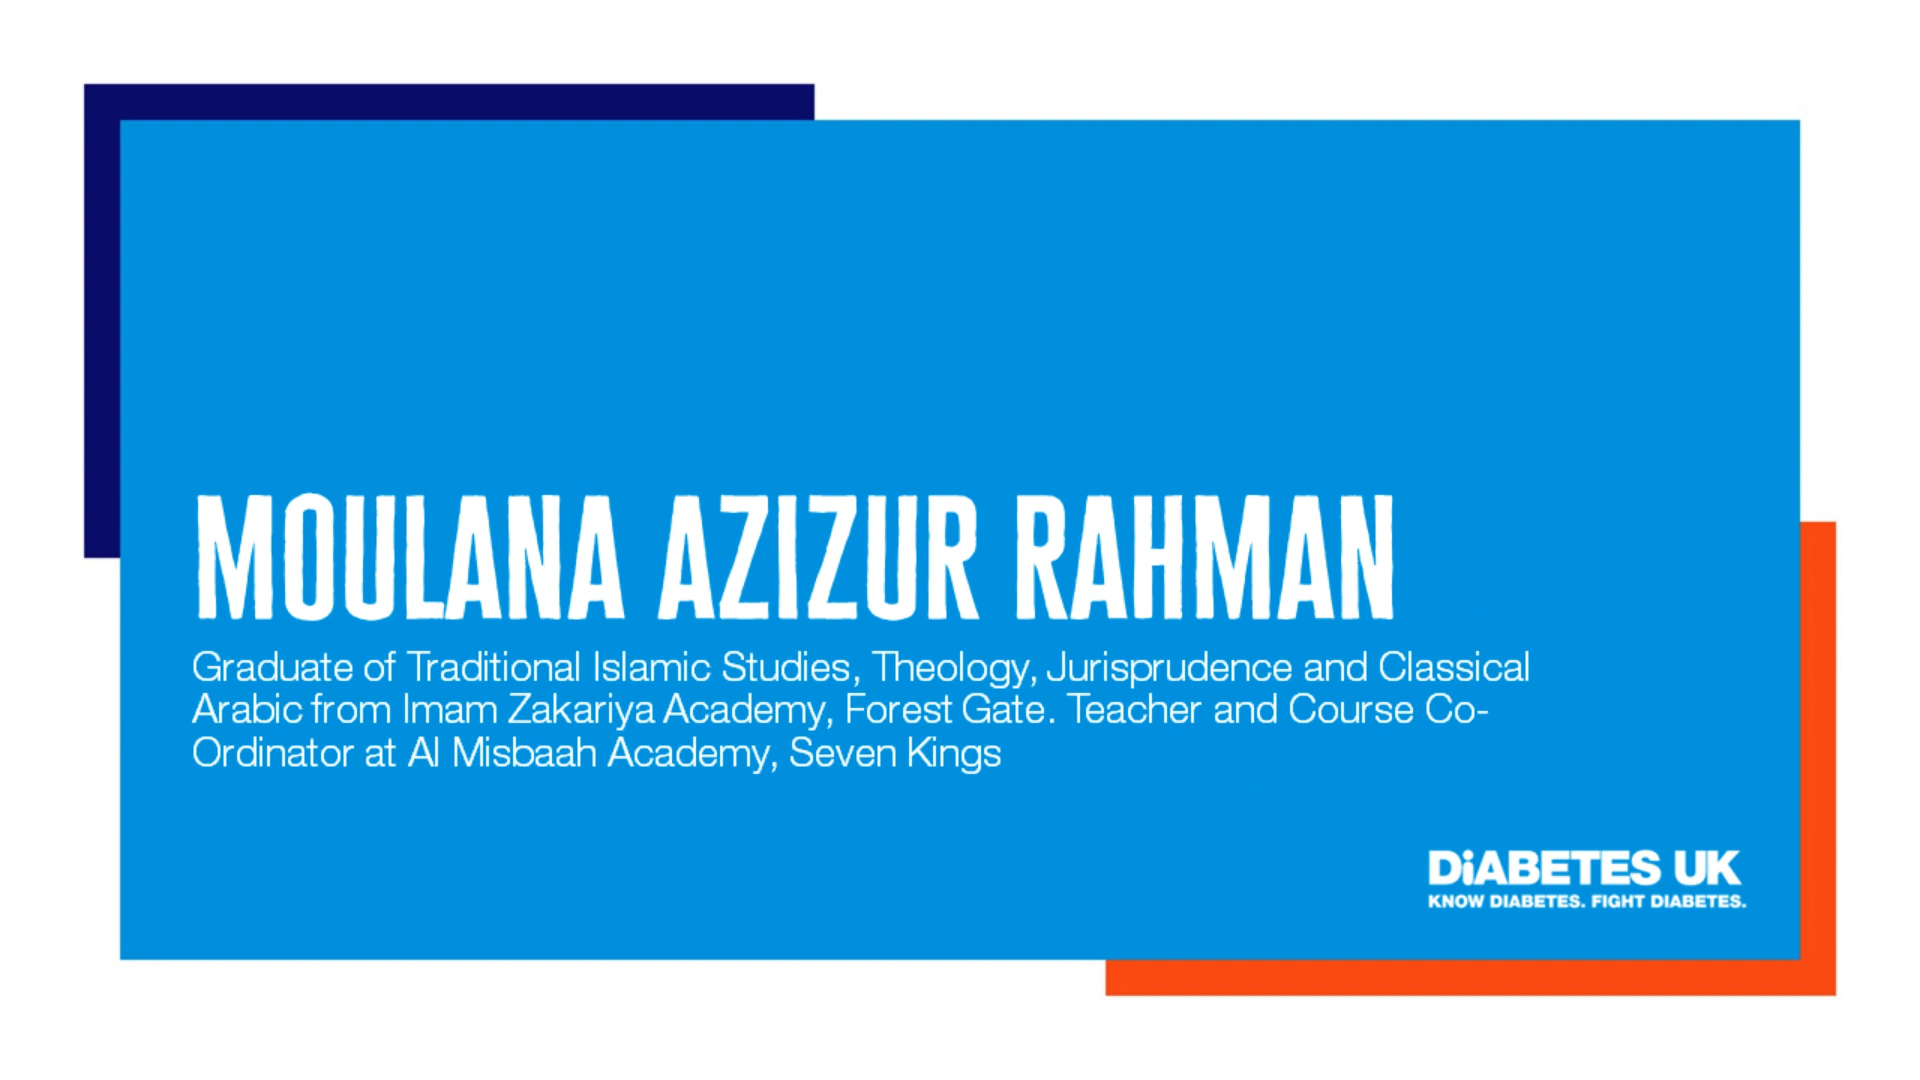 MOULANA AZIZUR RAHMAN
Graduate of Traditional Islamic Studies, Theology, Jurisprudence and Classical
Arabic from Imam Zakariya Academy, Forest Gate. Teacher and Course Co-
Ordinator at Al Misbaah Academy, Seven Kings
DiABETES UK
KNOW DIABETES. FIGHT DIABETES.